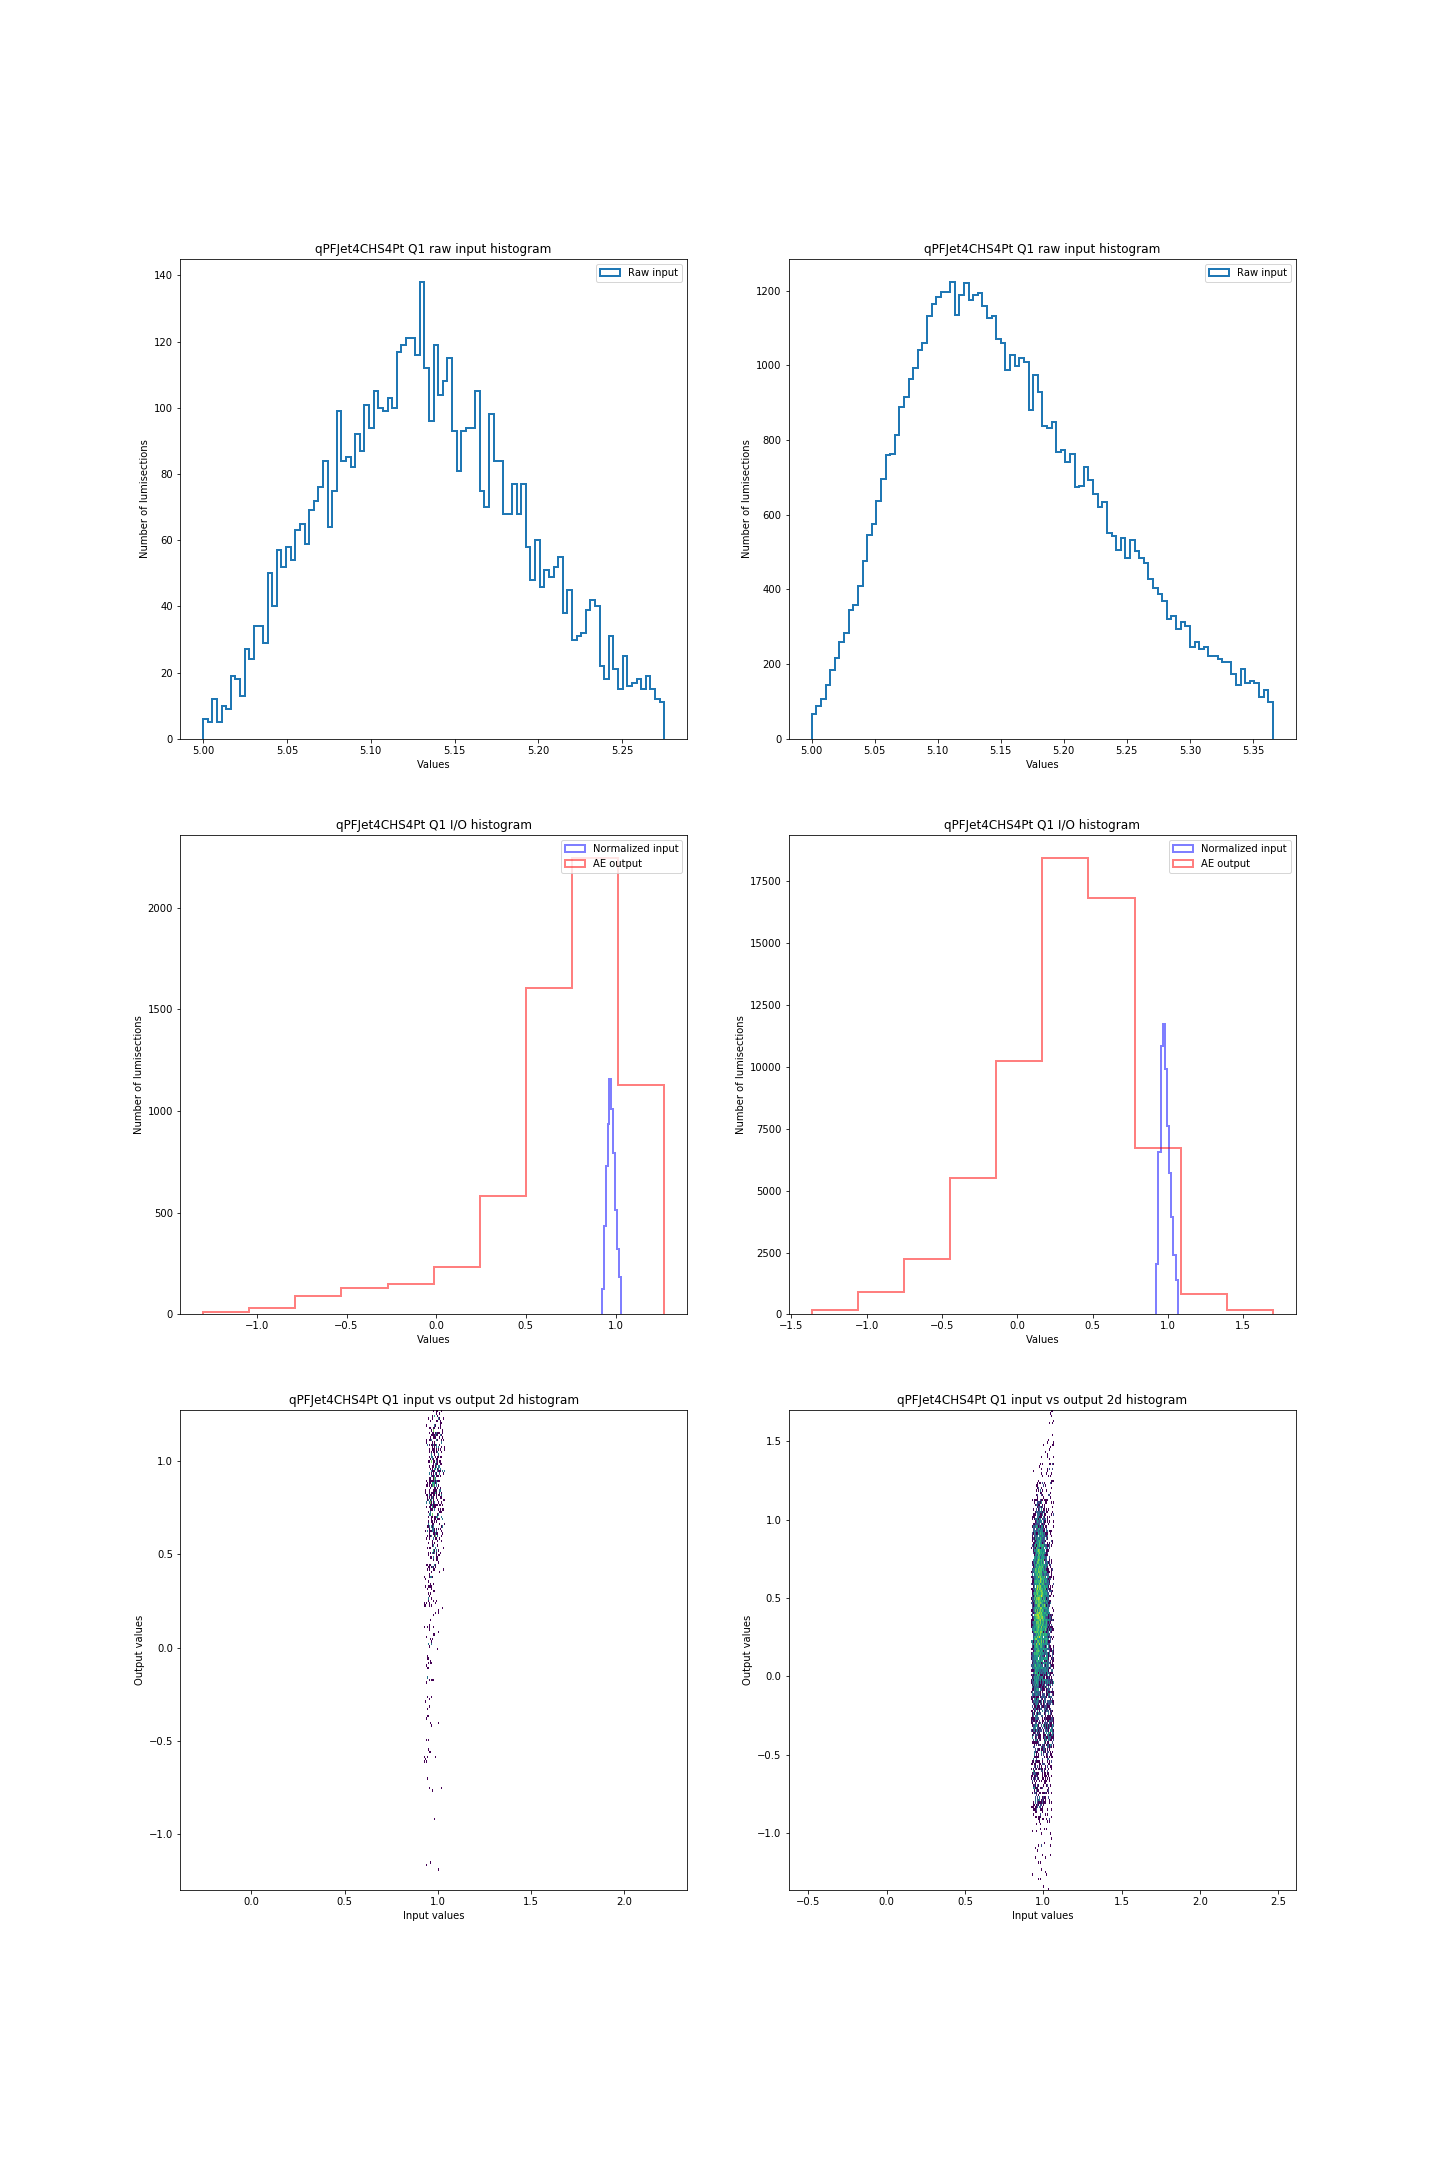 qPFJet4CHS4Pt Q1 raw input histogram
Raw input
140
120
100
80
60
40
20
0
Number of lumisections
5.00 5.05 5.10 5.15 5.20 5.25
Values
qPFJet4CHS4Pt Q1 raw input histogram
Raw input
1200
1000
800
600
400
200
0
Number of lumisections
5.00 5.05 5.10 5.15 5.20 5.25 5.30 5.35
Values
qPFJet4CHS4Pt Q1 I/O histogram
Normalized input
AE output
2000
1500
1000
500
0
Number of lumisections
−1.0 −0.5 0.0 0.5 1.0
Values
qPFJet4CHS4Pt Q1 I/O histogram
Normalized input
AE output
17500
15000
12500
10000
7500
5000
2500
0
Number of lumisections
−1.5 −1.0 −0.5 0.0 0.5 1.0 1.5
Values
qPFJet4CHS4Pt Q1 input vs output 2d histogram
1.0
0.5
0.0
−0.5
−1.0
Output values
0.0 0.5 1.0 1.5 2.0
Input values
qPFJet4CHS4Pt Q1 input vs output 2d histogram
1.5
1.0
0.5
0.0
−0.5
−1.0
Output values
−0.5 0.0 0.5 1.0 1.5 2.0 2.5
Input values